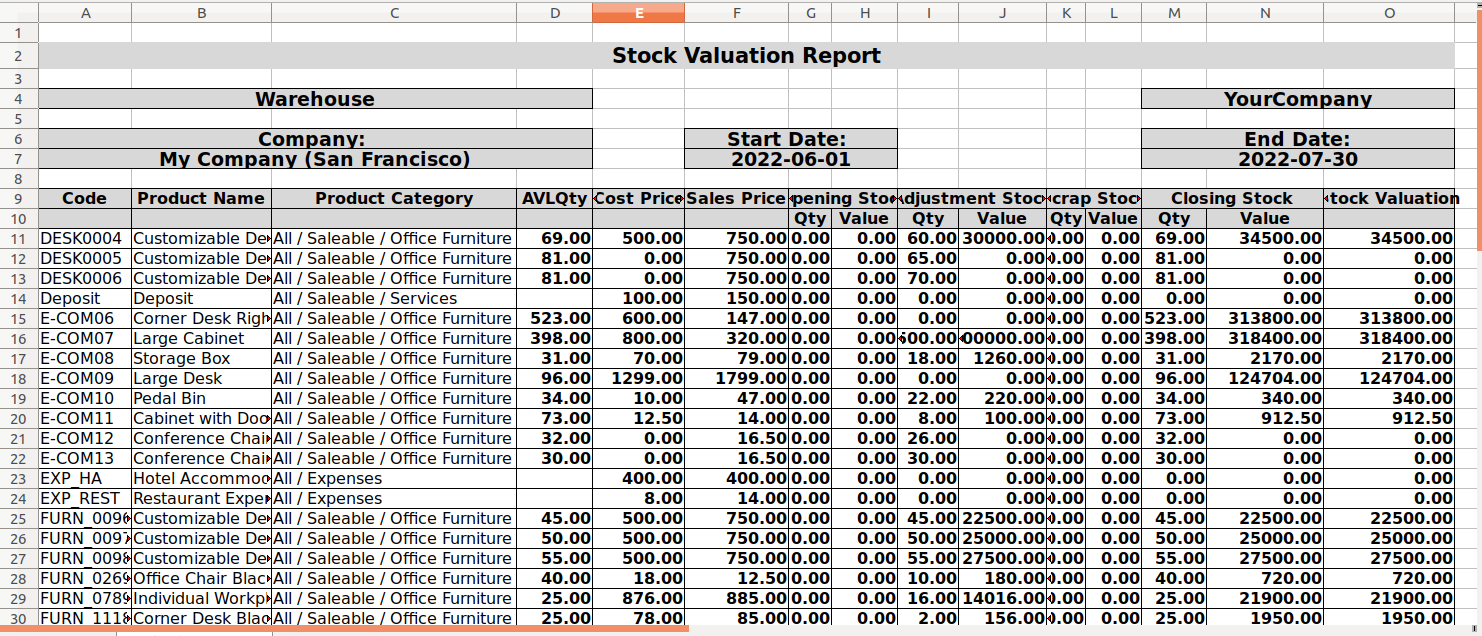 A B C D E F G H I J K L M N O
1
2 Stock Valuation Report
3
4 Warehouse YourCompany
5
6 Company: Start Date: End Date:
7 My Company (San Francisco) 2022-06-01 2022-07-30
8
9 Code Product Name Product Category AVLQty Cost Price Sales Price pening Sto djustment Stoc crap Stoc Closing Stock tock Valuation
10 Qty Value Qty Value Qty Value Qty Value
11 DESK0004 Customizable De All / Saleable / Office Furniture 69.00 500.00 750.00 0.00 0.00 60.00 30000.00 .00 0.00 69.00 34500.00 34500.00
12 DESK0005 Customizable De All / Saleable / Office Furniture 81.00 0.00 750.00 0.00 0.00 65.00 0.00 .00 0.00 81.00 0.00 0.00
13 DESK0006 Customizable De All / Saleable / Office Furniture 81.00 0.00 750.00 0.00 0.00 70.00 0.00 .00 0.00 81.00 0.00 0.00
14 Deposit Deposit All / Saleable / Services 100.00 150.00 0.00 0.00 0.00 0.00 .00 0.00 0.00 0.00 0.00
15 E-COM06 Corner Desk Righ All / Saleable / Office Furniture 523.00 600.00 147.00 0.00 0.00 0.00 0.00 .00 0.00 523.00 313800.00 313800.00
16 E-COM07 Large Cabinet All / Saleable / Office Furniture 398.00 800.00 320.00 0.00 0.00 00.00 00000.00 .00 0.00 398.00 318400.00 318400.00
17 E-COM08 Storage Box All / Saleable / Office Furniture 31.00 70.00 79.00 0.00 0.00 18.00 1260.00 .00 0.00 31.00 2170.00 2170.00
18 E-COM09 Large Desk All / Saleable / Office Furniture 96.00 1299.00 1799.00 0.00 0.00 0.00 0.00 .00 0.00 96.00 124704.00 124704.00
19 E-COM10 Pedal Bin All / Saleable / Office Furniture 34.00 10.00 47.00 0.00 0.00 22.00 220.00 .00 0.00 34.00 340.00 340.00
20 E-COM11 Cabinet with Doo All / Saleable / Office Furniture 73.00 12.50 14.00 0.00 0.00 8.00 100.00 .00 0.00 73.00 912.50 912.50
21 E-COM12 Conference Chai All / Saleable / Office Furniture 32.00 0.00 16.50 0.00 0.00 26.00 0.00 .00 0.00 32.00 0.00 0.00
22 E-COM13 Conference Chai All / Saleable / Office Furniture 30.00 0.00 16.50 0.00 0.00 30.00 0.00 .00 0.00 30.00 0.00 0.00
23 EXP_HA Hotel Accommo All / Expenses 400.00 400.00 0.00 0.00 0.00 0.00 .00 0.00 0.00 0.00 0.00
24 EXP_REST Restaurant Expe All / Expenses 8.00 14.00 0.00 0.00 0.00 0.00 .00 0.00 0.00 0.00 0.00
25 FURN_0096 Customizable De All / Saleable / Office Furniture 45.00 500.00 750.00 0.00 0.00 45.00 22500.00 .00 0.00 45.00 22500.00 22500.00
26 FURN_0097 Customizable De All / Saleable / Office Furniture 50.00 500.00 750.00 0.00 0.00 50.00 25000.00 .00 0.00 50.00 25000.00 25000.00
27 FURN_0098 Customizable De All / Saleable / Office Furniture 55.00 500.00 750.00 0.00 0.00 55.00 27500.00 .00 0.00 55.00 27500.00 27500.00
28 FURN_0269 Office Chair Blac All / Saleable / Office Furniture 40.00 18.00 12.50 0.00 0.00 10.00 180.00 .00 0.00 40.00 720.00 720.00
29 FURN_0789 Individual Workp All / Saleable / Office Furniture 25.00 876.00 885.00 0.00 0.00 16.00 14016.00 .00 0.00 25.00 21900.00 21900.00
30 FURN_1118 Corner Desk Blac All / Saleable / Office Furniture 25.00 78.00 85.00 0.00 0.00 2.00 156.00 .00 0.00 25.00 1950.00 1950.00